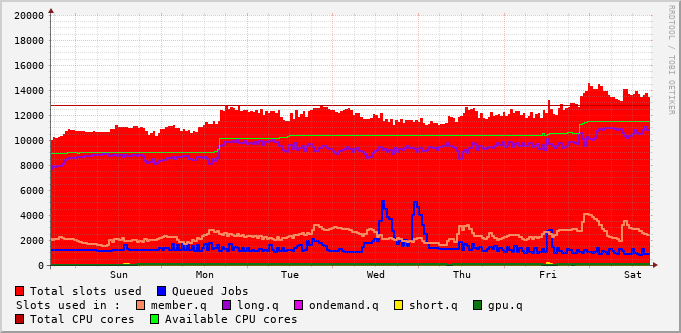 20000
18000
16000
14000
12000
10000
8000
6000
4000
2000
0
Sun Mon Tue Wed Thu Fri Sat
Total slots used Queued Jobs
Slots used in : member.q long.q ondemand.q short.q gpu.q
Total CPU cores Available CPU cores
RRDTOOL / TOBI OETIKER